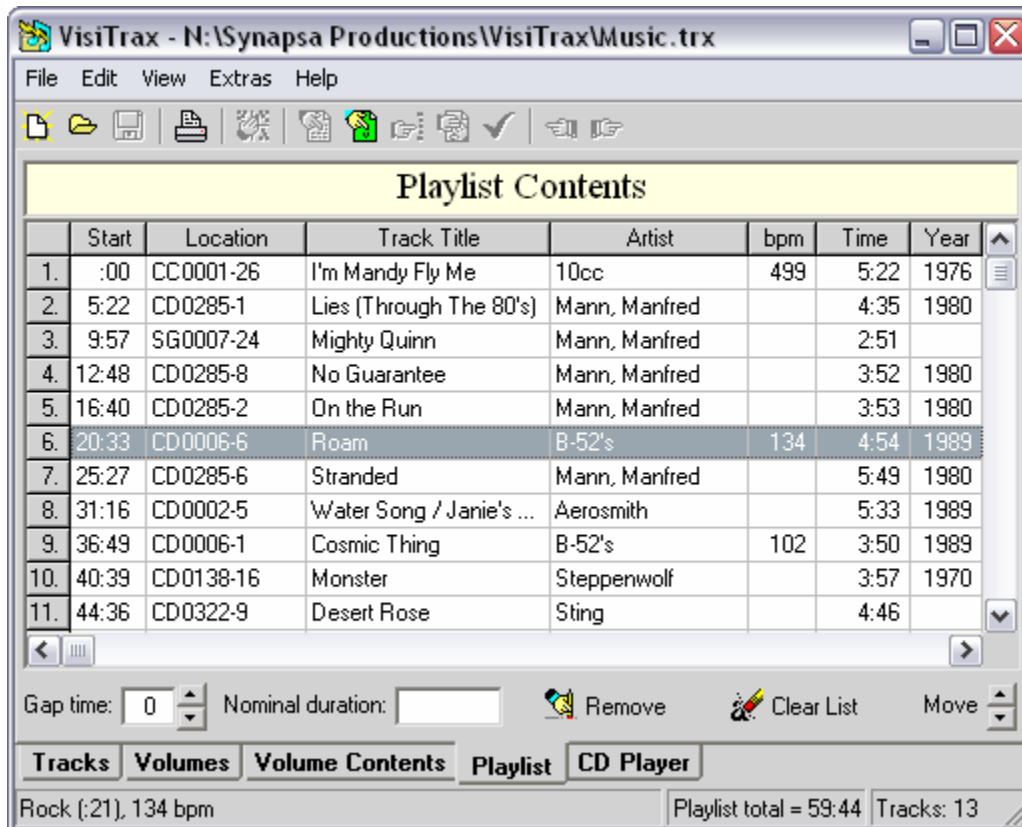 VisiTrax - N:\Synapsa Productions\VisiTrax\Music.trx
File Edit View Extras Help
Playlist Contents
Start Location Track Title Artist bpm Time Year
1. :00 CC0001-26 I'm Mandy Fly Me 10cc 499 5:22 1976
2. 5:22 CD0285-1 Lies (Through The 80's) Mann, Manfred 4:35 1980
3. 9:57 SG0007-24 Mighty Quinn Mann, Manfred 2:51
4. 12:48 CD0285-8 No Guarantee Mann, Manfred 3:52 1980
5. 16:40 CD0285-2 On the Run Mann, Manfred 3:53 1980
6. 20:33 CD0006-6 Roam B-52's 134 4:54 1989
7. 25:27 CD0285-6 Stranded Mann, Manfred 5:49 1980
8. 31:16 CD0002-5 Water Song / Janie's ... Aerosmith 5:33 1989
9. 36:49 CD0006-1 Cosmic Thing B-52's 102 3:50 1989
10. 40:39 CD0138-16 Monster Steppenwolf 3:57 1970
11. 44:36 CD0322-9 Desert Rose Sting 4:46
Gap time: 0 Nominal duration: Remove Clear List Move
Tracks Volumes Volume Contents Playlist CD Player
Rock (:21), 134 bpm Playlist total = 59:44 Tracks: 13